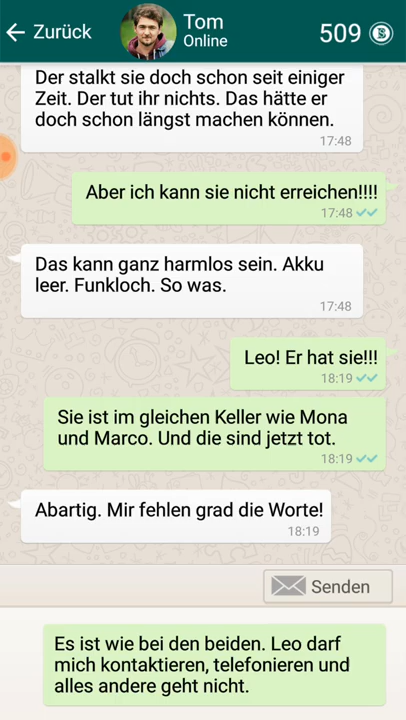 Zurück
Tom
Online
509
Der stalkt sie doch schon seit einiger
Zeit. Der tut ihr nichts. Das hätte er
doch schon längst machen können.
17:48
Aber ich kann sie nicht erreichen!!!!
17:48
Das kann ganz harmlos sein. Akku
leer. Funkloch. So was.
17:48
Leo! Er hat sie!!!
18:19
Sie ist im gleichen Keller wie Mona
und Marco. Und die sind jetzt tot.
18:19
Abartig. Mir fehlen grad die Worte!
18:19
Senden
Es ist wie bei den beiden. Leo darf
mich kontaktieren, telefonieren und
alles andere geht nicht.